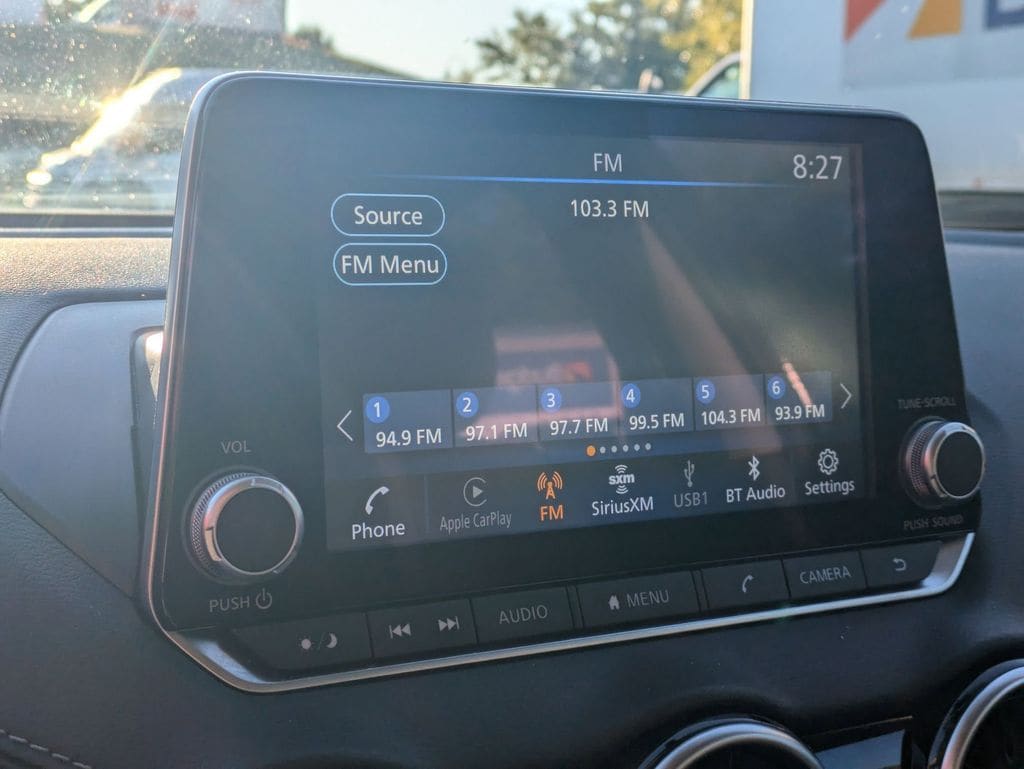 FM
8:27
103.3 FM
Source
FM Menu
1 2 3 4 5 6
94.9 FM 97.1 FM 97.7 FM 99.5 FM 104.3 FM 93.9 FM
VOL
TUNE-SCROLL
sxm
Phone Apple CarPlay FM SiriusXM USB1 BT Audio Settings
PUSH SOUND
PUSH
AUDIO MENU CAMERA